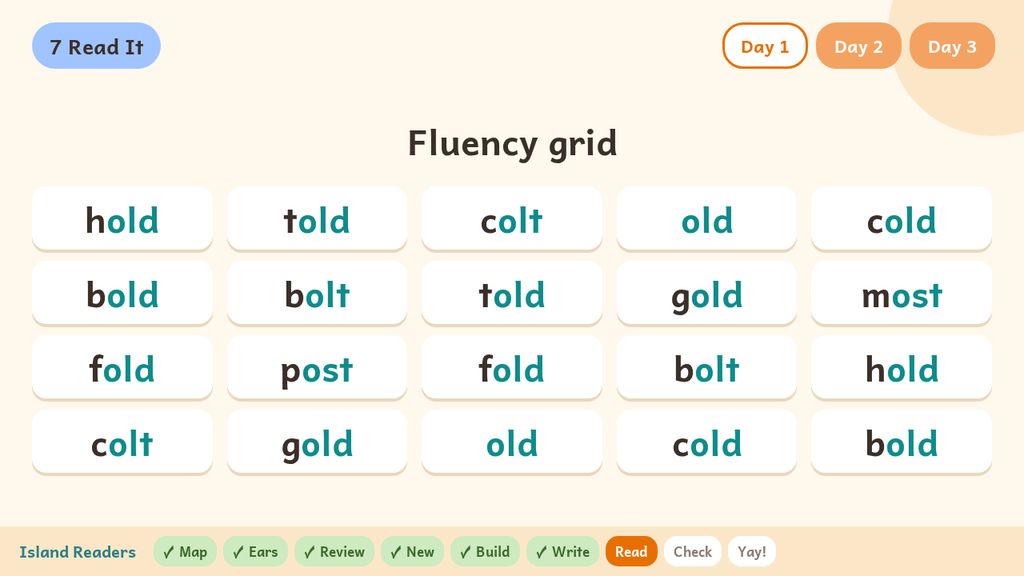 7 Read It
Day 1 Day 2 Day 3
Fluency grid
hold told colt old cold
bold bolt told gold most
fold post fold bolt hold
colt gold old cold bold
Island Readers ✓ Map ✓ Ears ✓ Review ✓ New ✓ Build ✓ Write Read Check Yay!